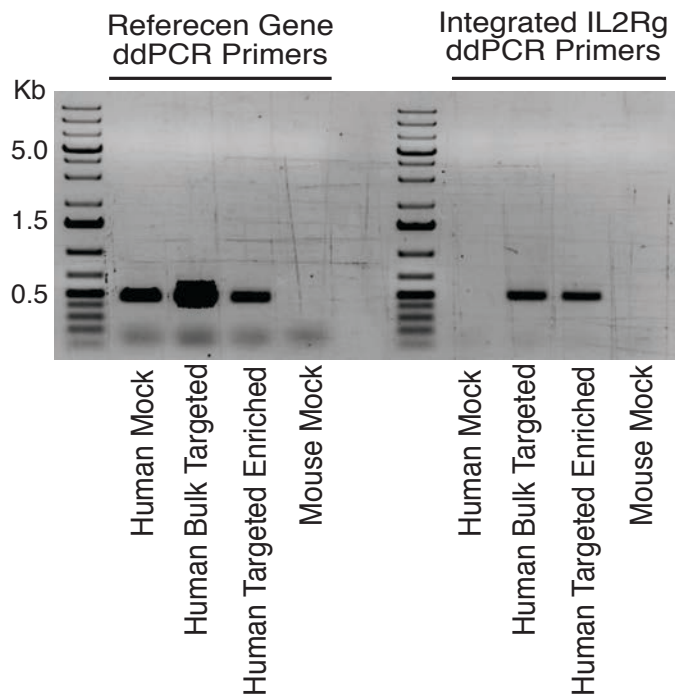 Referecen Gene
ddPCR Primers
Integrated IL2Rg
ddPCR Primers
Kb
5.0
1.5
0.5
Human Mock
Human Bulk Targeted
Human Targeted Enriched
Mouse Mock
Human Mock
Human Bulk Targeted
Human Targeted Enriched
Mouse Mock